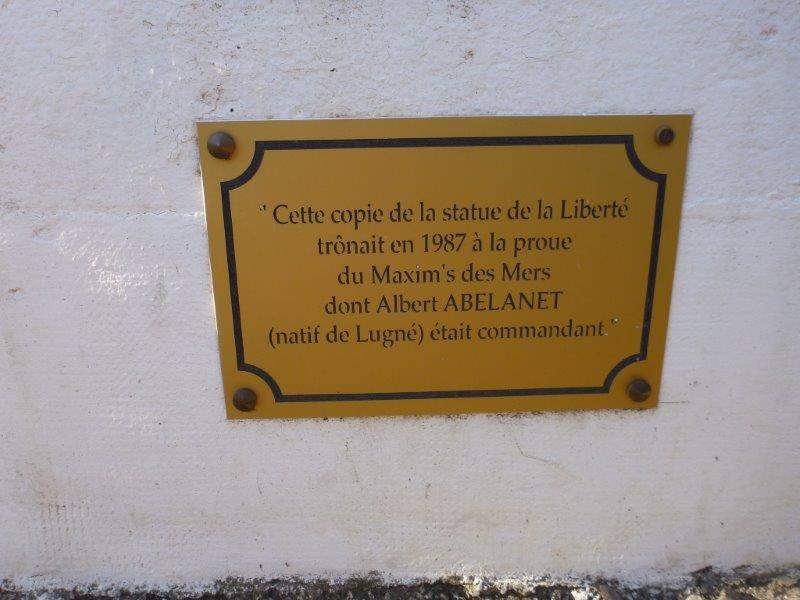 " Cette copie de la statue de la Liberté
trônait en 1987 à la proue
du Maxim's des Mers
dont Albert ABELANET
(natif de Lugné) était commandant."